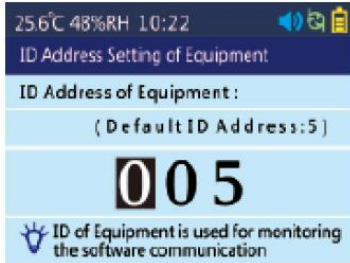 25.6℃ 48%RH 10:22
ID Address Setting of Equipment
ID Address of Equipment :
(Default ID Address:5)
005
ID of Equipment is used for monitoring
the software communication